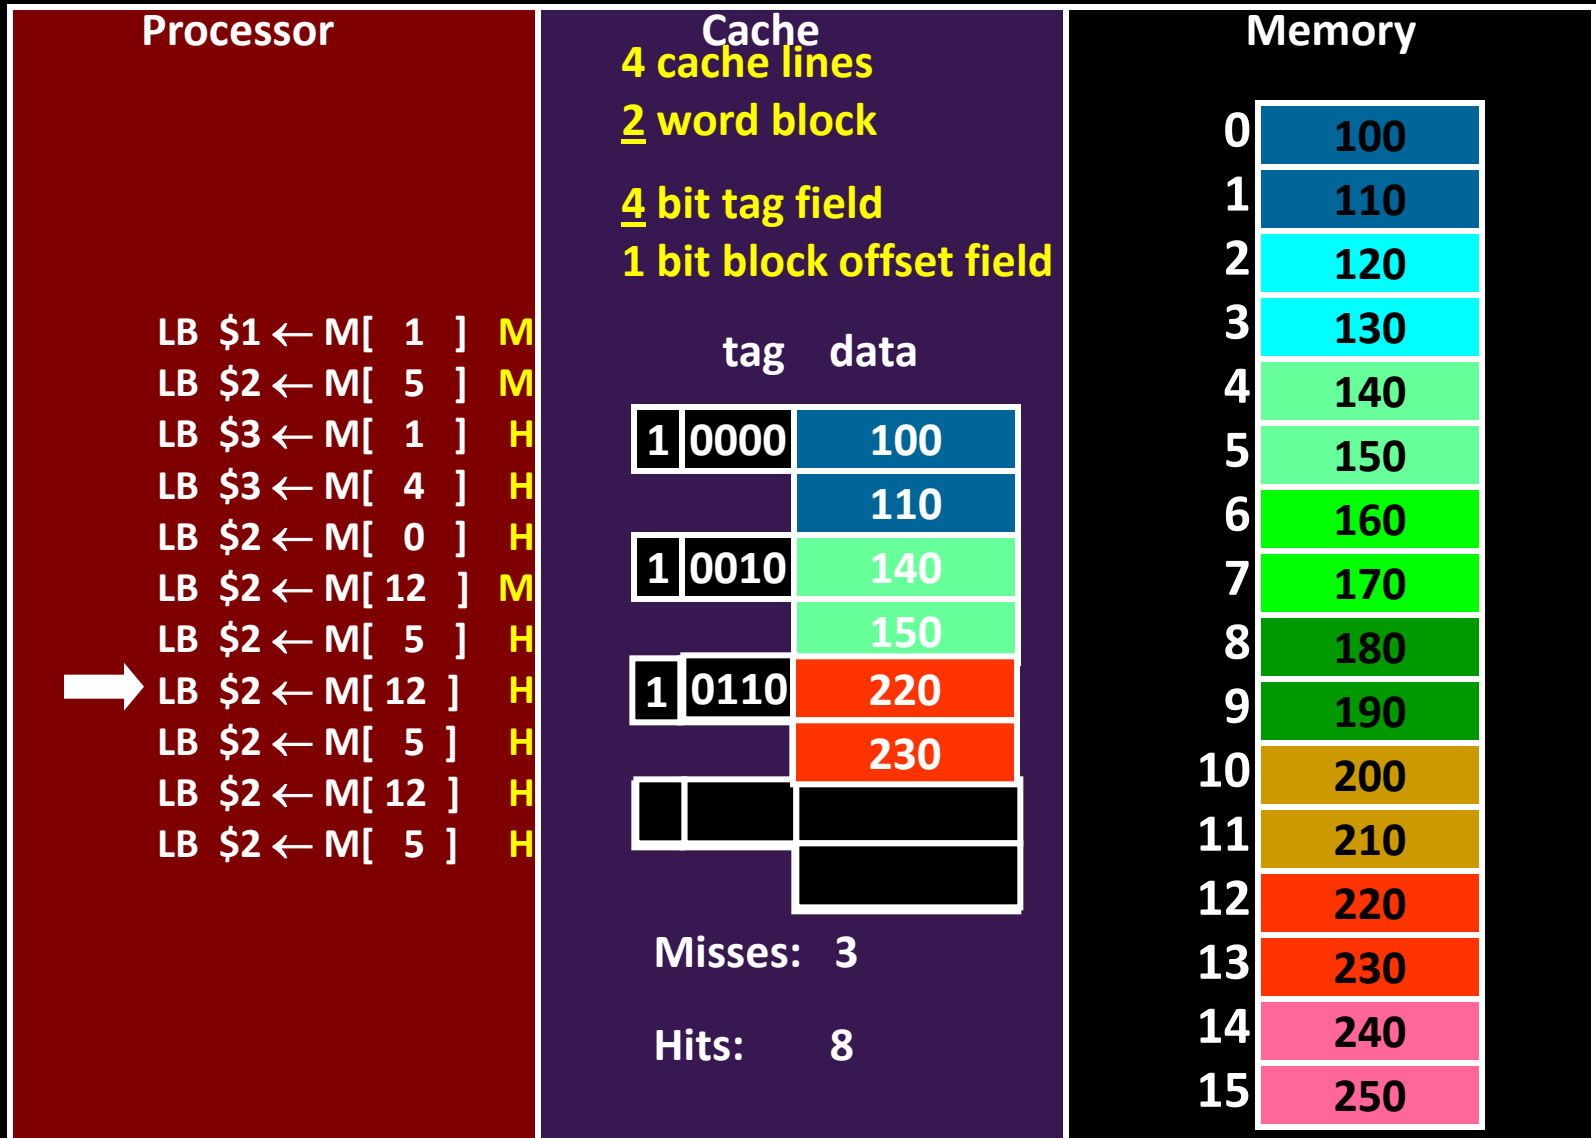 Processor
LB $1 ← M[ 1 ] M
LB $2 ← M[ 5 ] M
LB $3 ← M[ 1 ] H
LB $3 ← M[ 4 ] H
LB $2 ← M[ 0 ] H
LB $2 ← M[ 12 ] M
LB $2 ← M[ 5 ] H
LB $2 ← M[ 12 ] H
LB $2 ← M[ 5 ] H
LB $2 ← M[ 12 ] H
LB $2 ← M[ 5 ] H
Cache
4 cache lines
2 word block
4 bit tag field
1 bit block offset field
tag data
1 0000 100
110
1 0010 140
150
1 0110 220
230
Misses: 3
Hits: 8
Memory
0 100
1 110
2 120
3 130
4 140
5 150
6 160
7 170
8 180
9 190
10 200
11 210
12 220
13 230
14 240
15 250